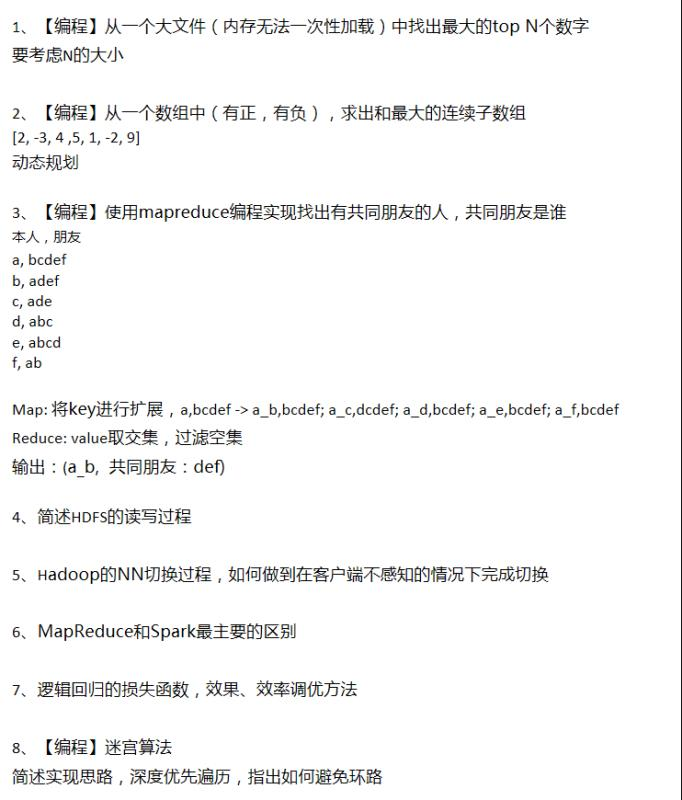 1、【编程】从一个大文件（内存无法一次性加载）中找出最大的top N个数字
要考虑N的大小
2、【编程】从一个数组中（有正，有负），求出和最大的连续子数组
[2, -3, 4 ,5, 1, -2, 9]
动态规划
3、【编程】使用mapreduce编程实现找出有共同朋友的人，共同朋友是谁
本人，朋友
a, bcdef
b, adef
c, ade
d, abc
e, abcd
f, ab
Map: 将key进行扩展，a,bcdef -> a_b,bcdef; a_c,dcdef; a_d,bcdef; a_e,bcdef; a_f,bcdef
Reduce: value取交集，过滤空集
输出：(a_b, 共同朋友：def)
4、简述HDFS的读写过程
5、Hadoop的NN切换过程，如何做到在客户端不感知的情况下完成切换
6、MapReduce和Spark最主要的区别
7、逻辑回归的损失函数，效果、效率调优方法
8、【编程】迷宫算法
简述实现思路，深度优先遍历，指出如何避免环路